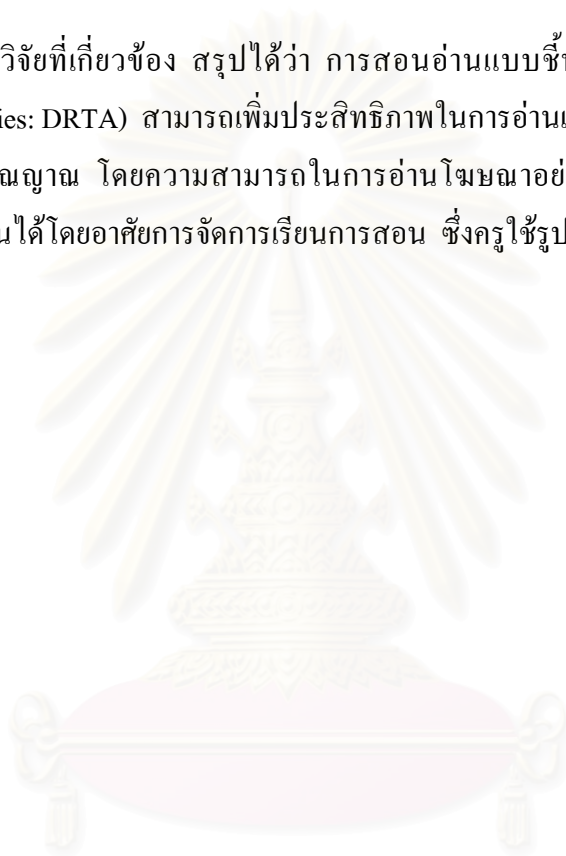 วิจัยที่เกี่ยวข้อง สรุปได้ว่า การสอนอ่านแบบชี้
ies: DRTA) สามารถเพิ่มประสิทธิภาพในการอ่าน
ณญาณ โดยความสามารถในการอ่านโฆษณาอย่
นได้โดยอาศัยการจัดการเรียนการสอน ซึ่งครูใช้รูป